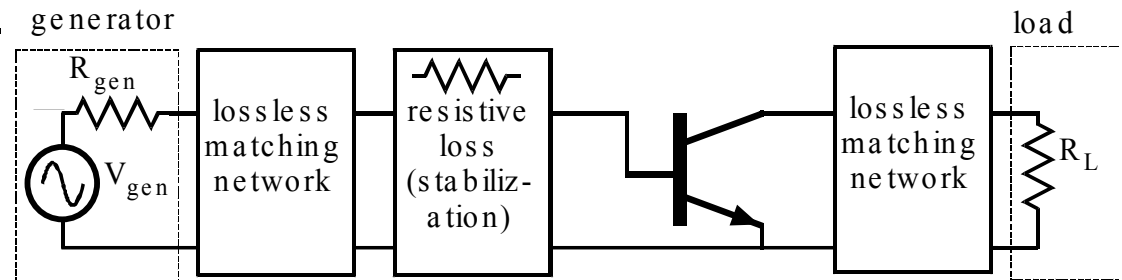 generator
R_gen
V_gen
lossless
matching
network
resistive
loss
(stabiliz-
ation)
lossless
matching
network
load
R_L